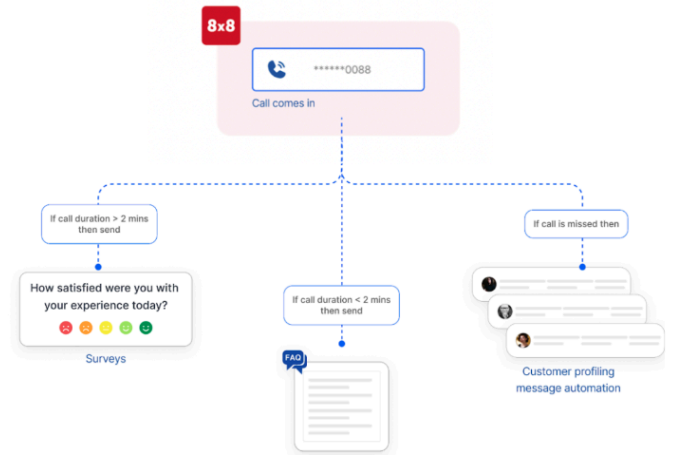 8x8
******0088
Call comes in
If call duration > 2 mins
then send
If call is missed then
How satisfied were you with
your experience today?
Surveys
If call duration < 2 mins
then send
FAQ
Customer profiling
message automation